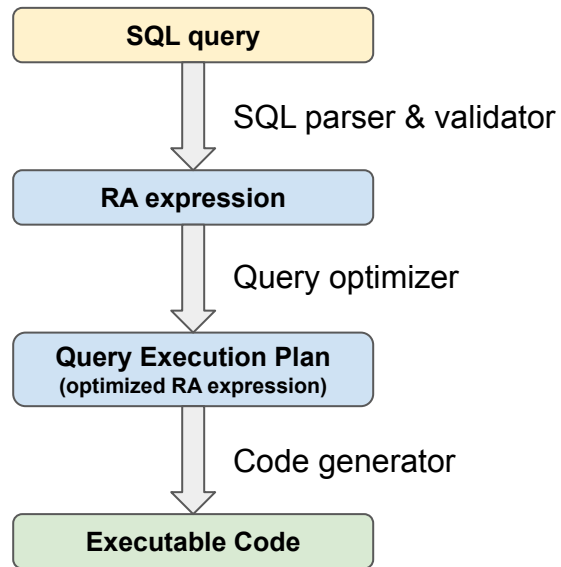 SQL query
SQL parser & validator
RA expression
Query optimizer
Query Execution Plan
(optimized RA expression)
Code generator
Executable Code